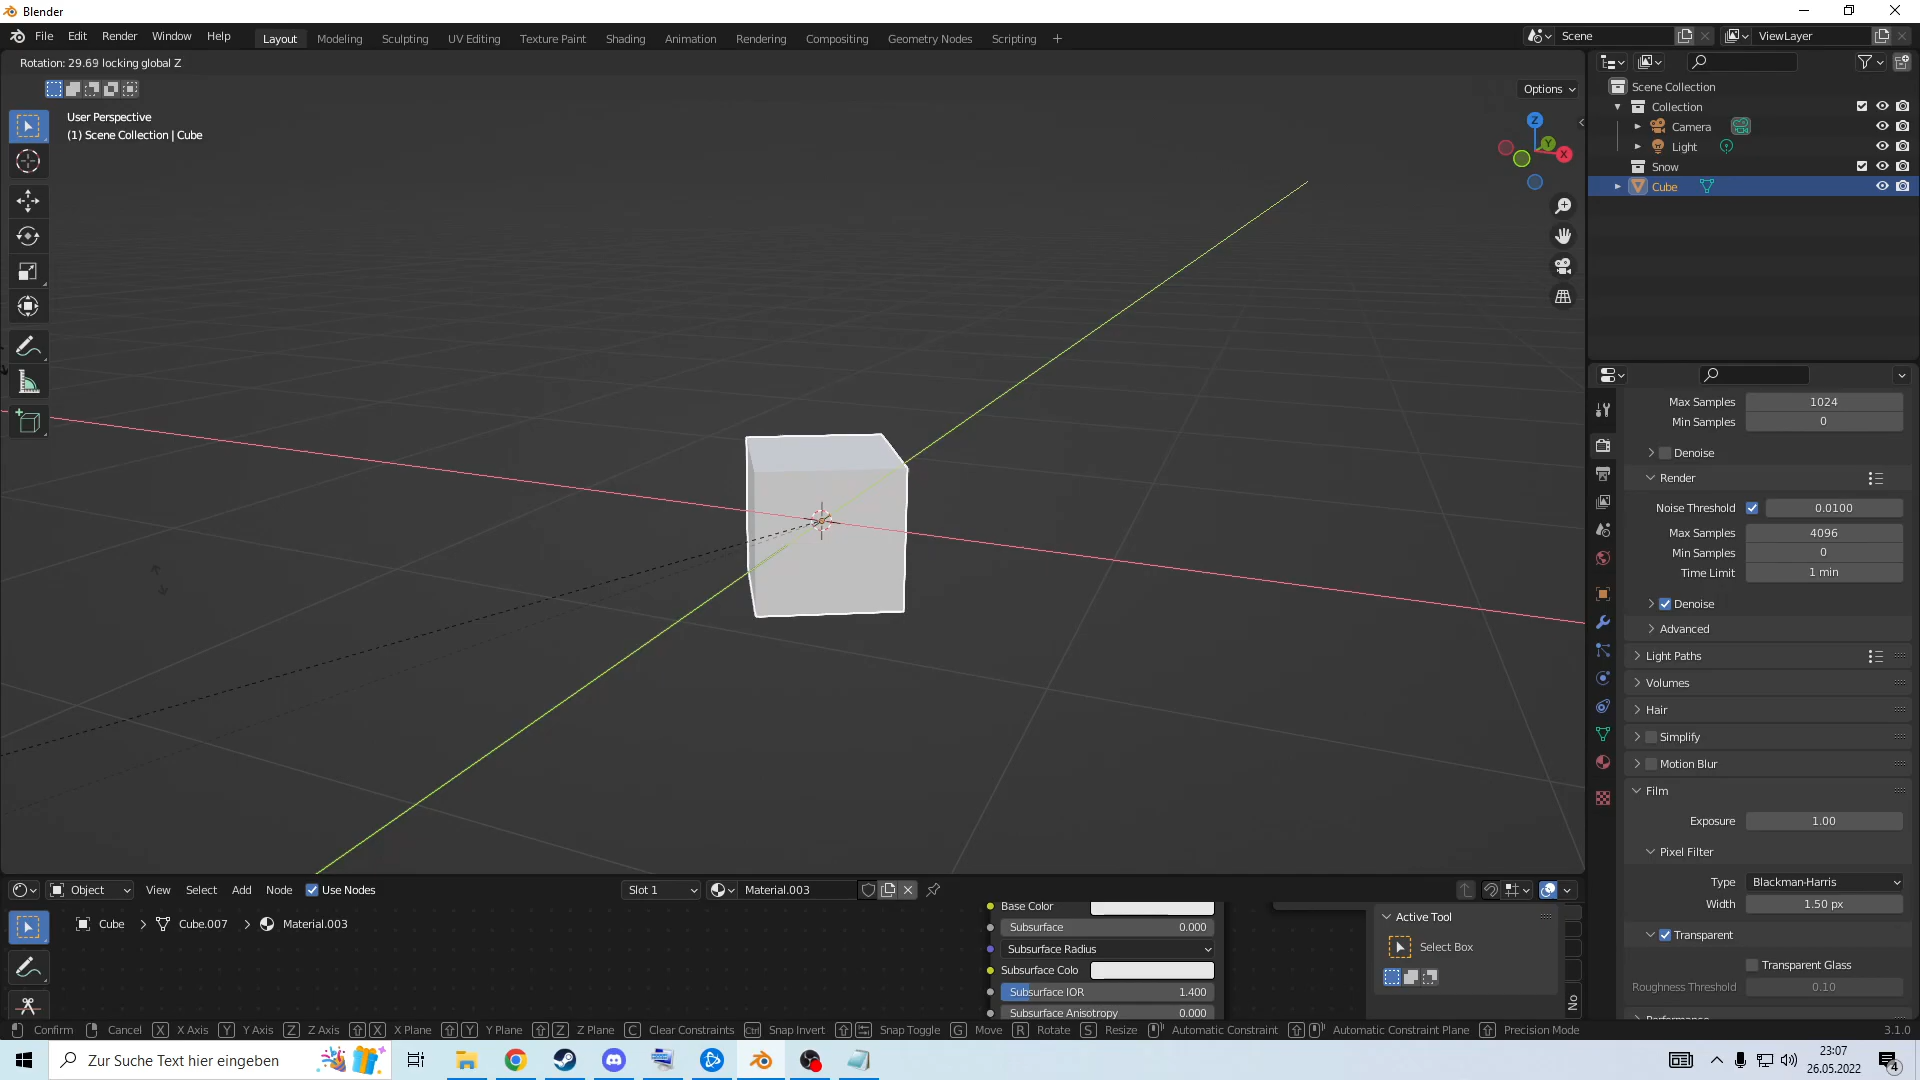 Blender
File Edit Render Window Help Layout Modeling Sculpting UV Editing Texture Paint Shading Animation Rendering Compositing Geometry Nodes Scripting + Scene ViewLayer
Rotation: 29.69 locking global Z
Options
User Perspective
(1) Scene Collection | Cube
Z
Y
X
Scene Collection
Collection
Camera
Light
Snow
Cube
Max Samples 1024
Min Samples 0
Denoise
Render
Noise Threshold 0.0100
Max Samples 4096
Min Samples 0
Time Limit 1 min
Denoise
Advanced
Light Paths
Volumes
Hair
Simplify
Motion Blur
Film
Exposure 1.00
Pixel Filter
Type Blackman-Harris
Width 1.50 px
Transparent
Transparent Glass
Roughness Threshold 0.10
Object View Select Add Node Use Nodes Slot 1 Material.003
Cube > Cube.007 > Material.003
Base Color
Subsurface 0.000
Subsurface Radius
Subsurface Colo
Subsurface IOR 1.400
Subsurface Anisotropy 0.000
Active Tool
Select Box
No
Confirm Cancel X X Axis Y Y Axis Z Z Axis X X Plane Y Y Plane Z Z Plane C Clear Constraints Ctrl Snap Invert Snap Toggle G Move R Rotate S Resize Automatic Constraint Automatic Constraint Plane Precision Mode 3.1.0
Zur Suche Text hier eingeben
23:07
26.05.2022
4